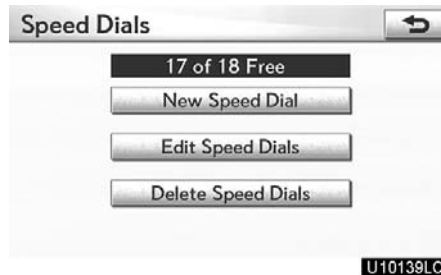 Speed Dials
17 of 18 Free
New Speed Dial
Edit Speed Dials
Delete Speed Dials
U10139LC